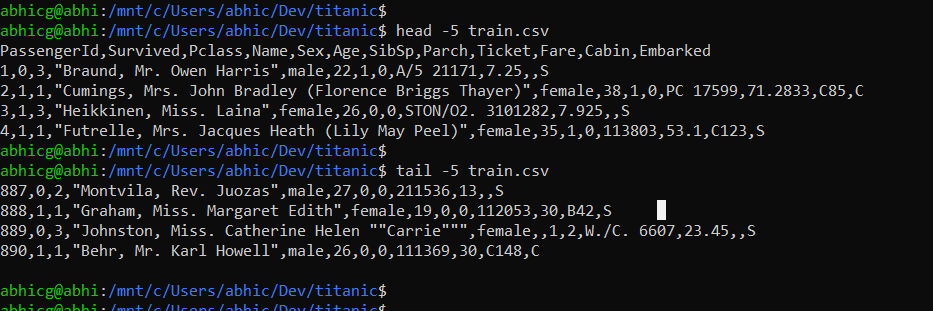 abhicg@abhi:/mnt/c/Users/abhic/Dev/titanic$
abhicg@abhi:/mnt/c/Users/abhic/Dev/titanic$ head -5 train.csv
PassengerId,Survived,Pclass,Name,Sex,Age,SibSp,Parch,Ticket,Fare,Cabin,Embarked
1,0,3,"Braund, Mr. Owen Harris",male,22,1,0,A/5 21171,7.25,,S
2,1,1,"Cumings, Mrs. John Bradley (Florence Briggs Thayer)",female,38,1,0,PC 17599,71.2833,C85,C
3,1,3,"Heikkinen, Miss. Laina",female,26,0,0,STON/O2. 3101282,7.925,,S
4,1,1,"Futrelle, Mrs. Jacques Heath (Lily May Peel)",female,35,1,0,113803,53.1,C123,S
abhicg@abhi:/mnt/c/Users/abhic/Dev/titanic$
abhicg@abhi:/mnt/c/Users/abhic/Dev/titanic$ tail -5 train.csv
887,0,2,"Montvila, Rev. Juozas",male,27,0,0,211536,13,,S
888,1,1,"Graham, Miss. Margaret Edith",female,19,0,0,112053,30,B42,S
889,0,3,"Johnston, Miss. Catherine Helen ""Carrie""",female,,1,2,W./C. 6607,23.45,,S
890,1,1,"Behr, Mr. Karl Howell",male,26,0,0,111369,30,C148,C
abhicg@abhi:/mnt/c/Users/abhic/Dev/titanic$
abhicg@abhi:/mnt/c/Users/abhic/Dev/titanic$